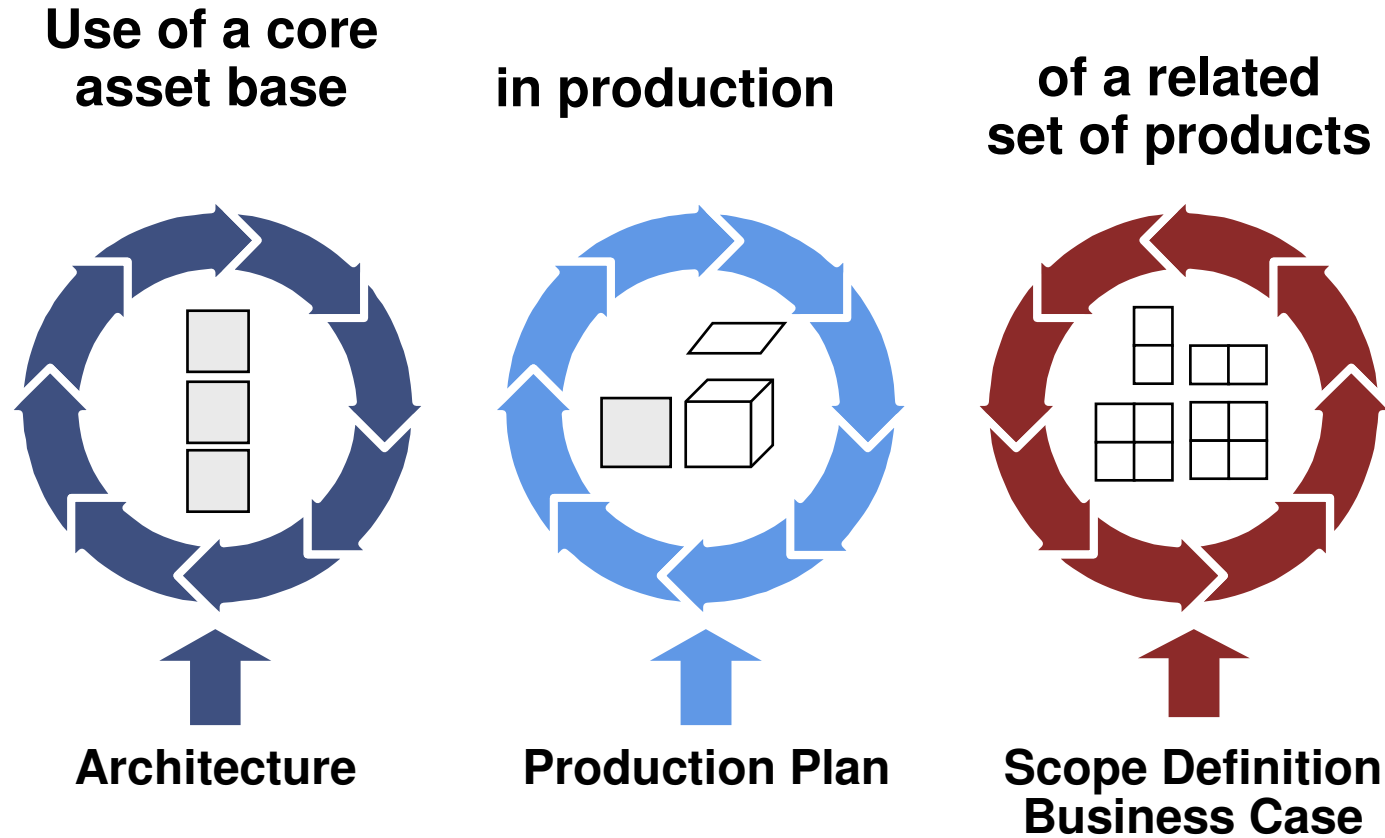 Use of a core
asset base
in production
of a related
set of products
Architecture
Production Plan
Scope Definition
Business Case